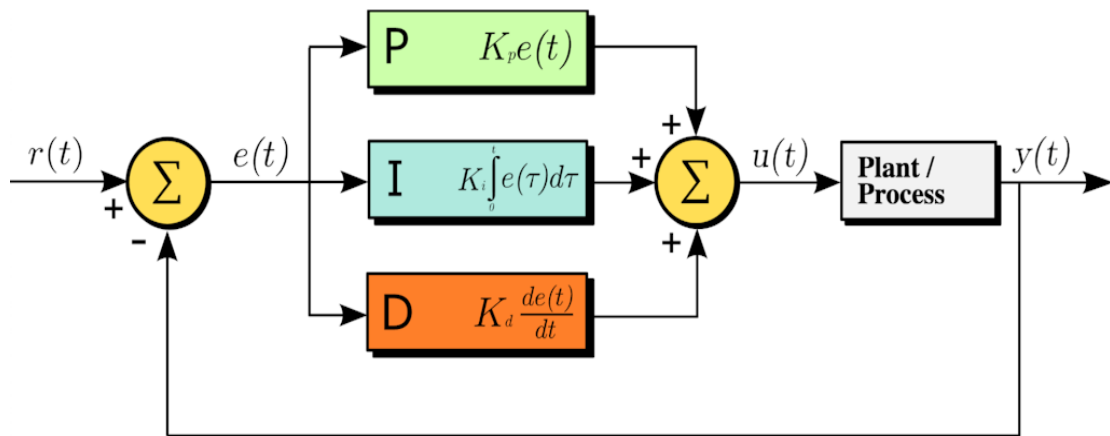 P K_p e(t)
r(t)
+
-
Σ
e(t)
I K_i ∫_0^t e(τ)dτ
D K_d de(t)/dt
+
+
+
Σ
u(t)
Plant /
Process
y(t)